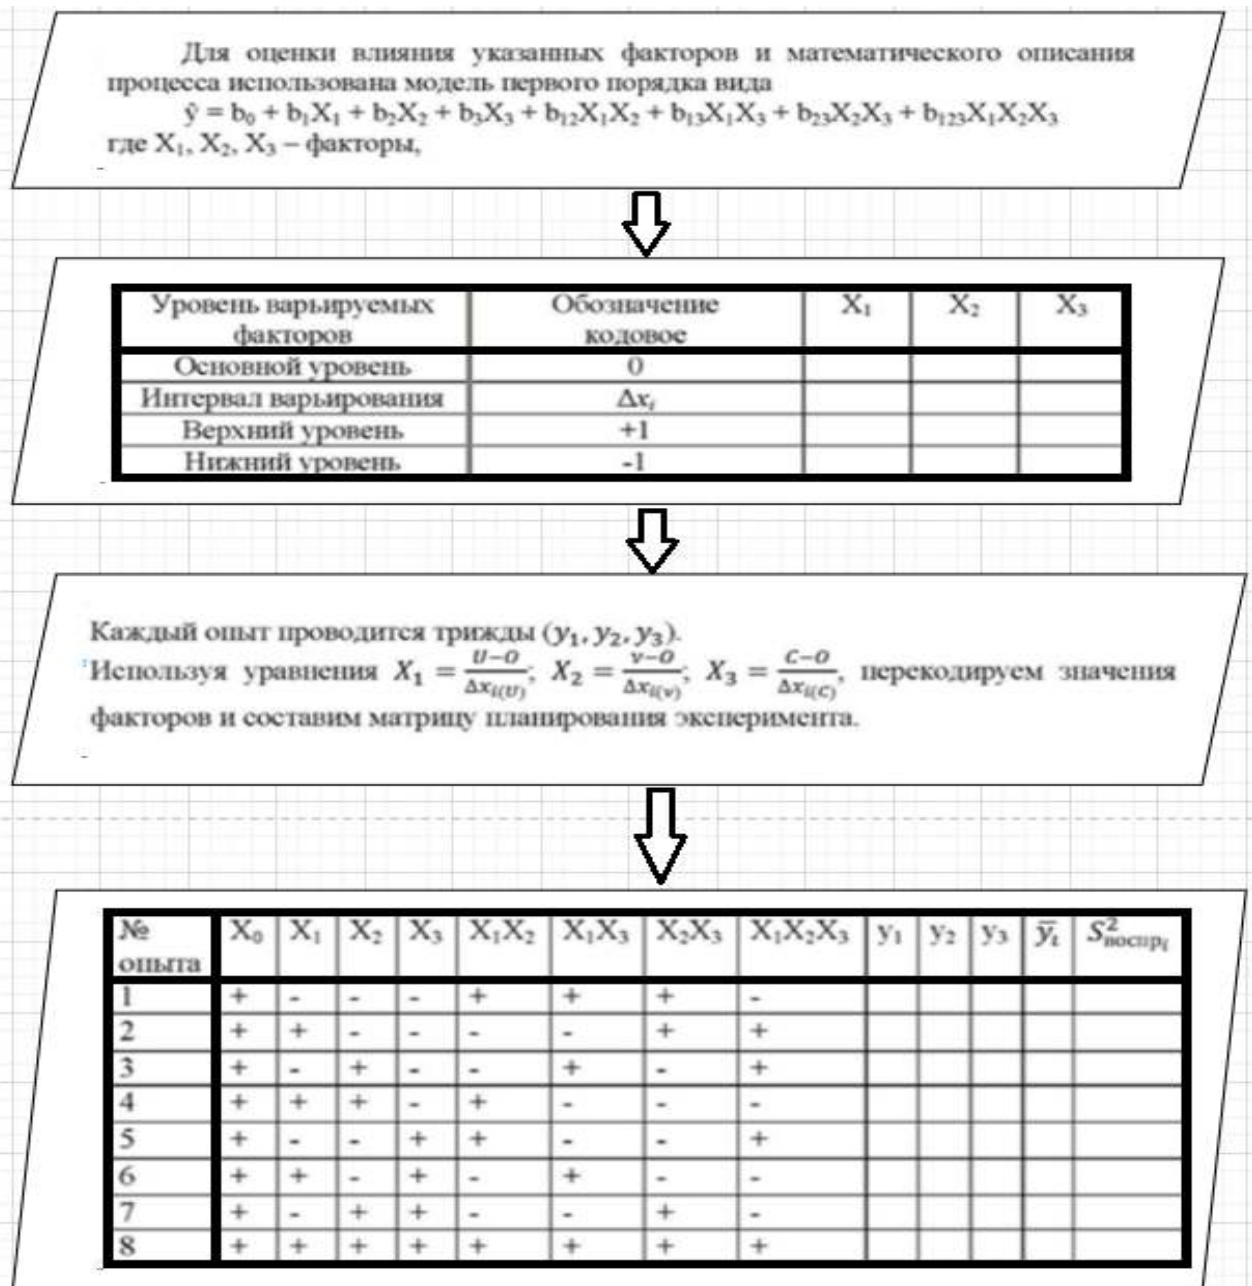 Для оценки влияния указанных факторов и математического описания
процесса использована модель первого порядка вида
ŷ = b₀ + b₁X₁ + b₂X₂ + b₃X₃ + b₁₂X₁X₂ + b₁₃X₁X₃ + b₂₃X₂X₃ + b₁₂₃X₁X₂X₃
где X₁, X₂, X₃ – факторы,
Уровень варьируемых факторов | Обозначение кодовое | X₁ | X₂ | X₃
Основной уровень | 0
Интервал варьирования | Δxᵢ
Верхний уровень | +1
Нижний уровень | -1
Каждый опыт проводится трижды (y₁, y₂, y₃).
Используя уравнения X₁ = (U−O)/Δx_{i(U)}; X₂ = (v−O)/Δx_{i(v)}; X₃ = (C−O)/Δx_{i(C)}, перекодируем значения
факторов и составим матрицу планирования эксперимента.
№ опыта | X₀ | X₁ | X₂ | X₃ | X₁X₂ | X₁X₃ | X₂X₃ | X₁X₂X₃ | y₁ | y₂ | y₃ | ȳᵢ | S²воспрᵢ
1 | + | - | - | - | + | + | + | -
2 | + | + | - | - | - | - | + | +
3 | + | - | + | - | - | + | - | +
4 | + | + | + | - | + | - | - | -
5 | + | - | - | + | + | - | - | +
6 | + | + | - | + | - | + | - | -
7 | + | - | + | + | - | - | + | -
8 | + | + | + | + | + | + | + | +